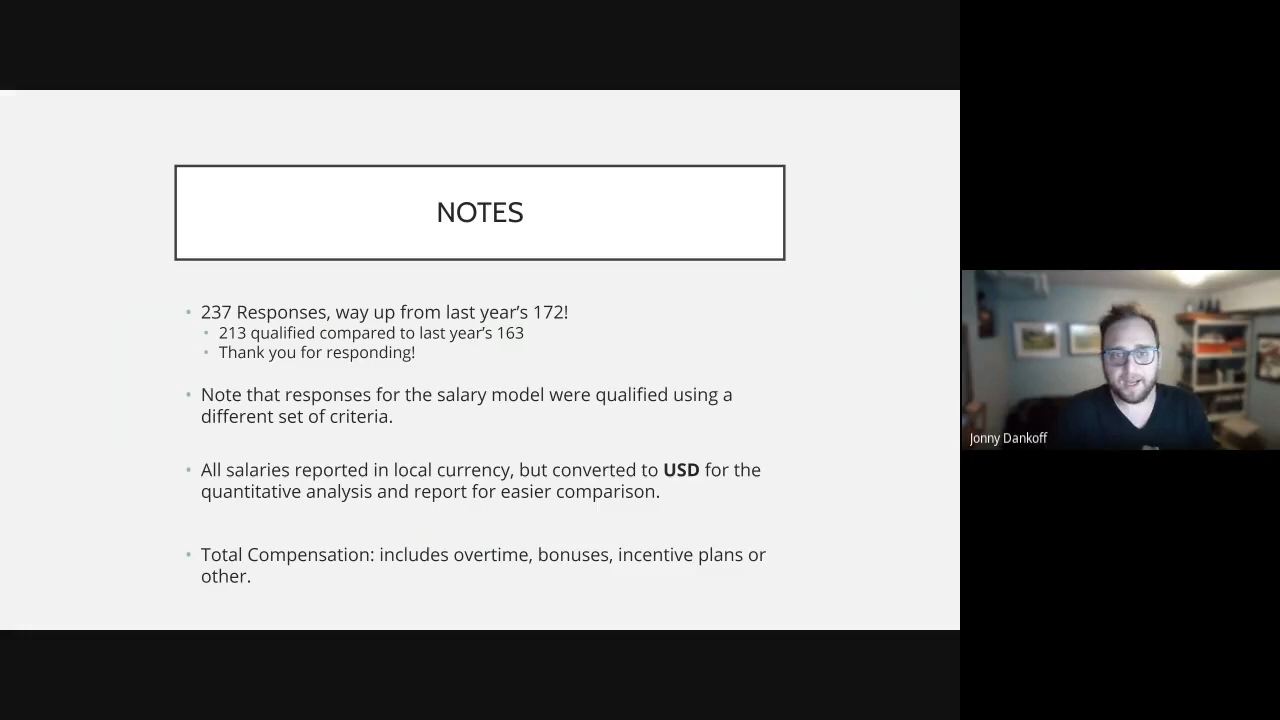 NOTES
• 237 Responses, way up from last year’s 172!
• 213 qualified compared to last year’s 163
• Thank you for responding!
• Note that responses for the salary model were qualified using a
different set of criteria.
• All salaries reported in local currency, but converted to USD for the
quantitative analysis and report for easier comparison.
• Total Compensation: includes overtime, bonuses, incentive plans or
other.
Jonny Dankoff